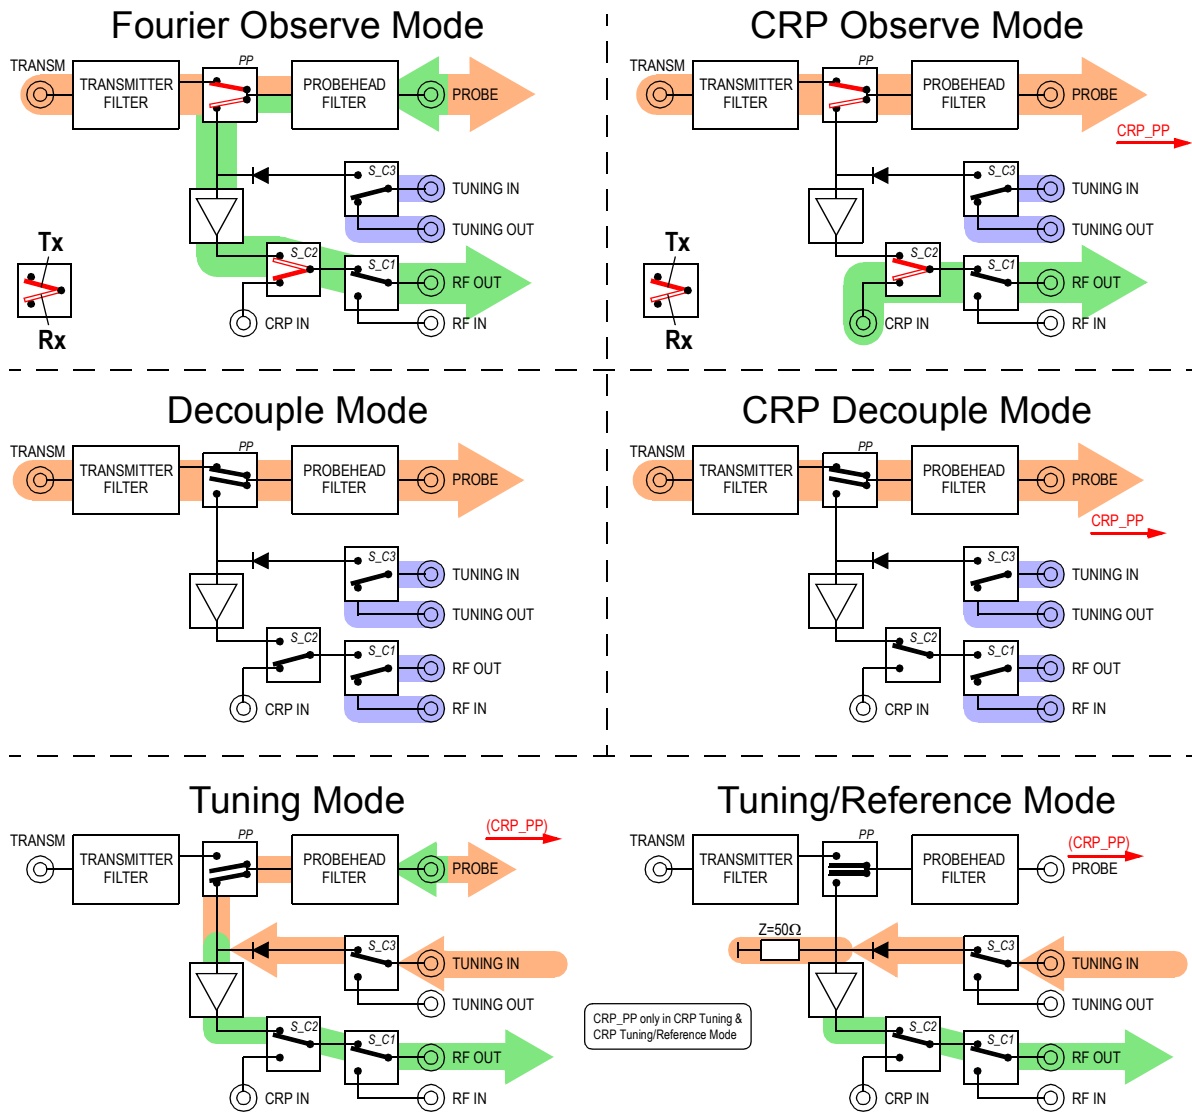 Fourier Observe Mode
TRANSM
TRANSMITTER
FILTER
PP
PROBEHEAD
FILTER
PROBE
S_C3
TUNING IN
TUNING OUT
S_C2
S_C1
RF OUT
CRP IN
RF IN
Tx
Rx
CRP Observe Mode
TRANSM
TRANSMITTER
FILTER
PP
PROBEHEAD
FILTER
PROBE
CRP_PP
S_C3
TUNING IN
TUNING OUT
S_C2
S_C1
RF OUT
CRP IN
RF IN
Tx
Rx
Decouple Mode
TRANSM
TRANSMITTER
FILTER
PP
PROBEHEAD
FILTER
PROBE
S_C3
TUNING IN
TUNING OUT
S_C2
S_C1
RF OUT
CRP IN
RF IN
CRP Decouple Mode
TRANSM
TRANSMITTER
FILTER
PP
PROBEHEAD
FILTER
PROBE
CRP_PP
S_C3
TUNING IN
TUNING OUT
S_C2
S_C1
RF OUT
CRP IN
RF IN
Tuning Mode
(CRP_PP)
TRANSM
TRANSMITTER
FILTER
PP
PROBEHEAD
FILTER
PROBE
S_C3
TUNING IN
TUNING OUT
S_C2
S_C1
RF OUT
CRP IN
RF IN
Tuning/Reference Mode
(CRP_PP)
TRANSM
TRANSMITTER
FILTER
PP
PROBEHEAD
FILTER
PROBE
Z=50Ω
S_C3
TUNING IN
TUNING OUT
S_C2
S_C1
RF OUT
CRP IN
RF IN
CRP_PP only in CRP Tuning &
CRP Tuning/Reference Mode